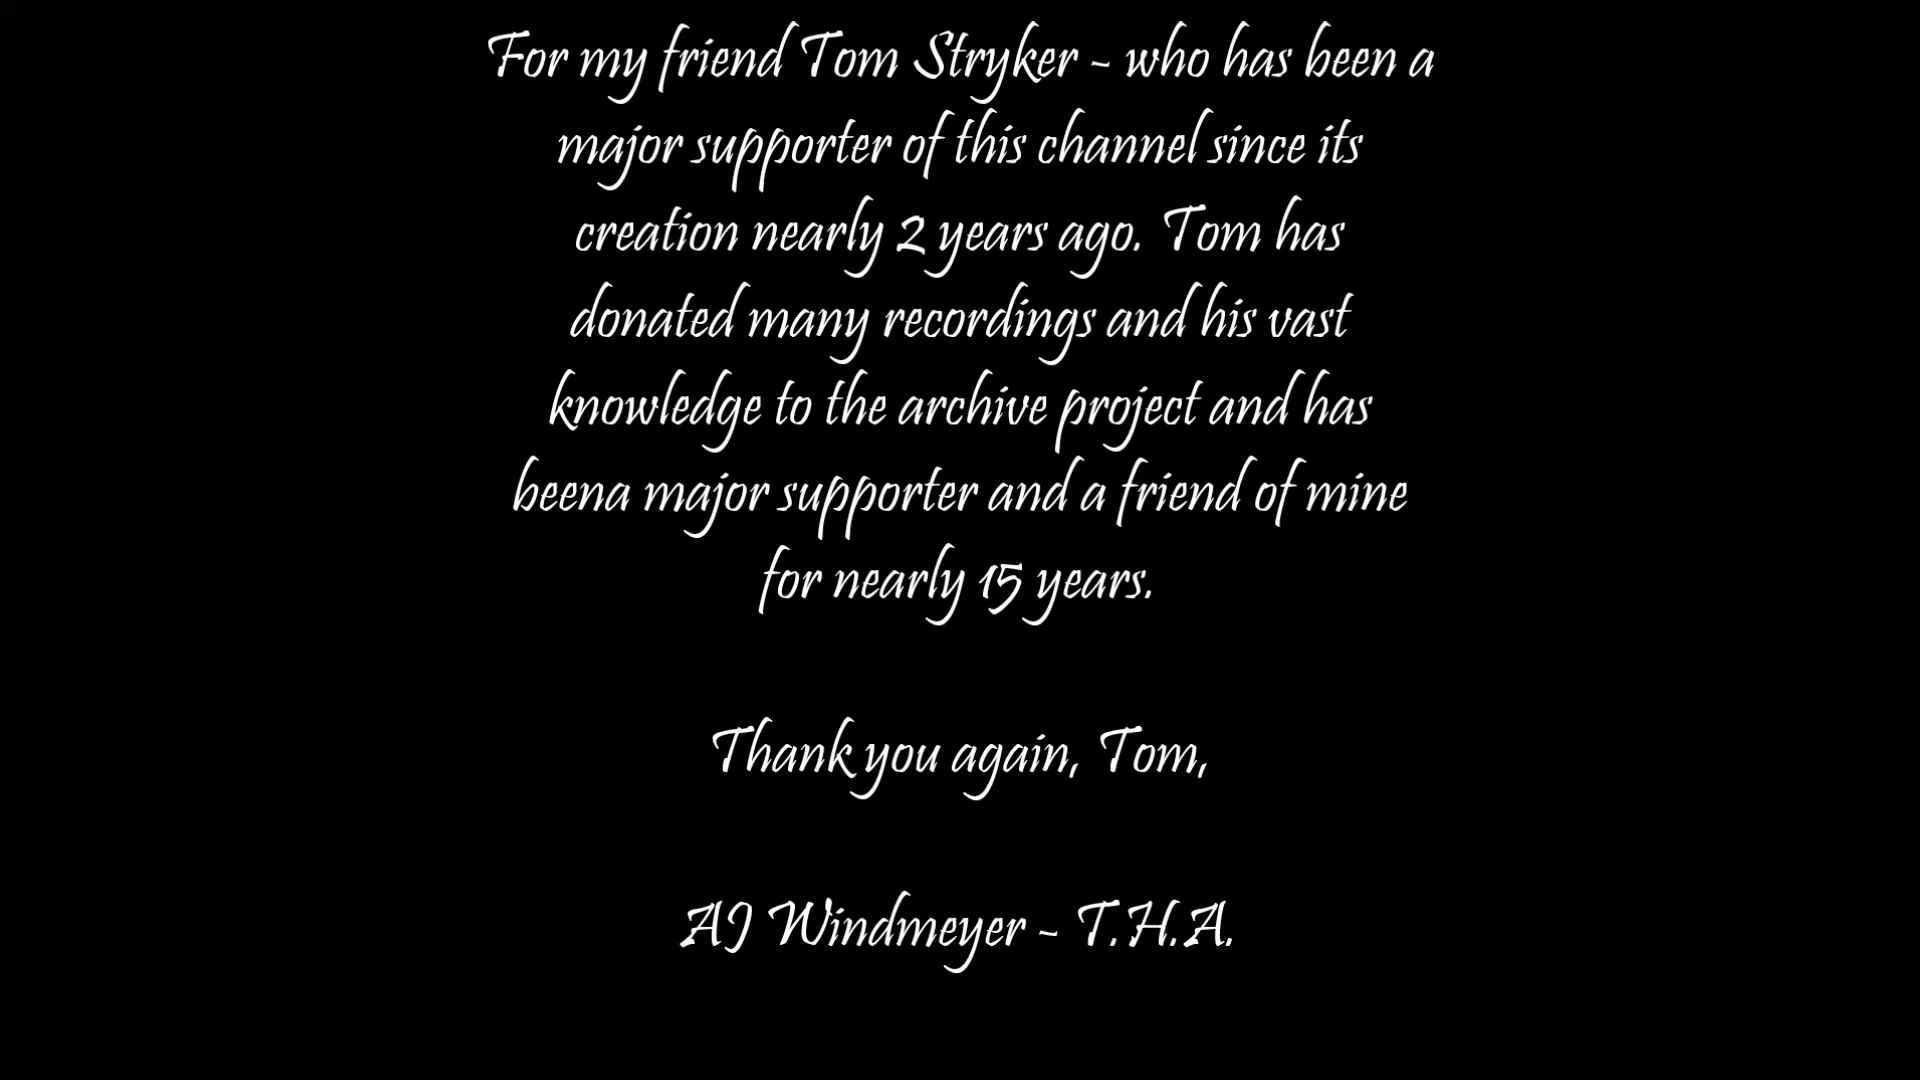 For my friend Tom Stryker - who has been a
major supporter of this channel since its
creation nearly 2 years ago. Tom has
donated many recordings and his vast
knowledge to the archive project and has
beena major supporter and a friend of mine
for nearly 15 years.
Thank you again, Tom,
AJ Windmeyer - T.H.A.